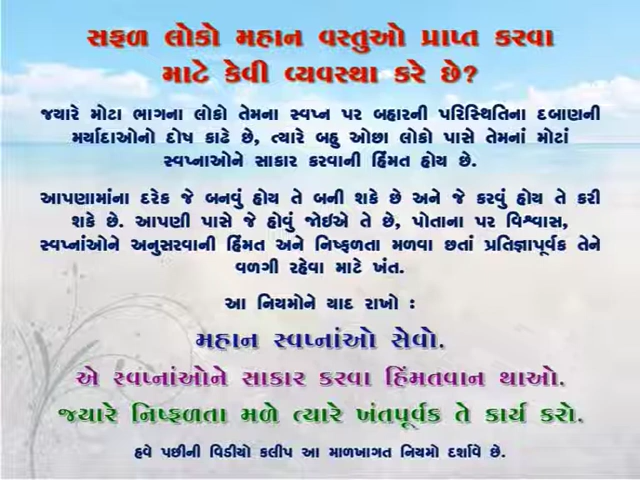 સફળ લોકો મહાન વસ્તુઓ પ્રાપ્ત કરવા
માટે કેવી વ્યવસ્થા કરે છે?
જ્યારે મોટા ભાગના લોકો તેમના સ્વપ્ન પર બહારની પરિસ્થિતિના દબાણની
મર્યાદાઓનો દોષ કાઢે છે, ત્યારે બહુ ઓછા લોકો પાસે તેમનાં મોટાં
સ્વપ્નાઓને સાકાર કરવાની હિંમત હોય છે.
આપણામાંના દરેક જે બનવું હોય તે બની શકે છે અને જે કરવું હોય તે કરી
શકે છે. આપણી પાસે જે હોવું જોઈએ તે છે, પોતાના પર વિશ્વાસ,
સ્વપ્નાંઓને અનુસરવાની હિંમત અને નિષ્ફળતા મળવા છતાં પ્રતિજ્ઞાપૂર્વક તેને
વળગી રહેવા માટે ખંત.
આ નિયમોને યાદ રાખો :
મહાન સ્વપ્નાંઓ સેવો.
એ સ્વપ્નાંઓને સાકાર કરવા હિંમતવાન થાઓ.
જ્યારે નિષ્ફળતા મળે ત્યારે ખંતપૂર્વક તે કાર્ય કરો.
હવે પછીની વિડીયો કલીપ આ માળખાગત નિયમો દર્શાવે છે.